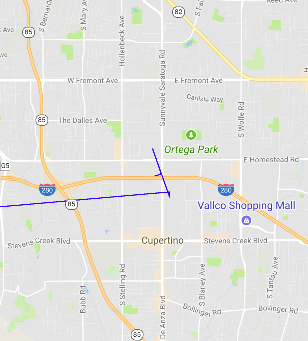 82
Reed Ave
S Bernardo Ave
S Mary Ave
Hollenbeck Ave
Sunnyvale Saratoga Rd
85
W Fremont Ave
E Fremont Ave
Carlisle Way
S Wolfe Rd
The Dalles Ave
85
Ortega Park
E Homestead Rd
280
280
85
Vallco Shopping Mall
Cupertino
Stevens Creek Blvd
Stevens Creek Blvd
Bubb Rd
S Stelling Rd
De Anza Blvd
S Blaney Ave
S Tantau Ave
Bollinger Rd
Bollinger Rd
85